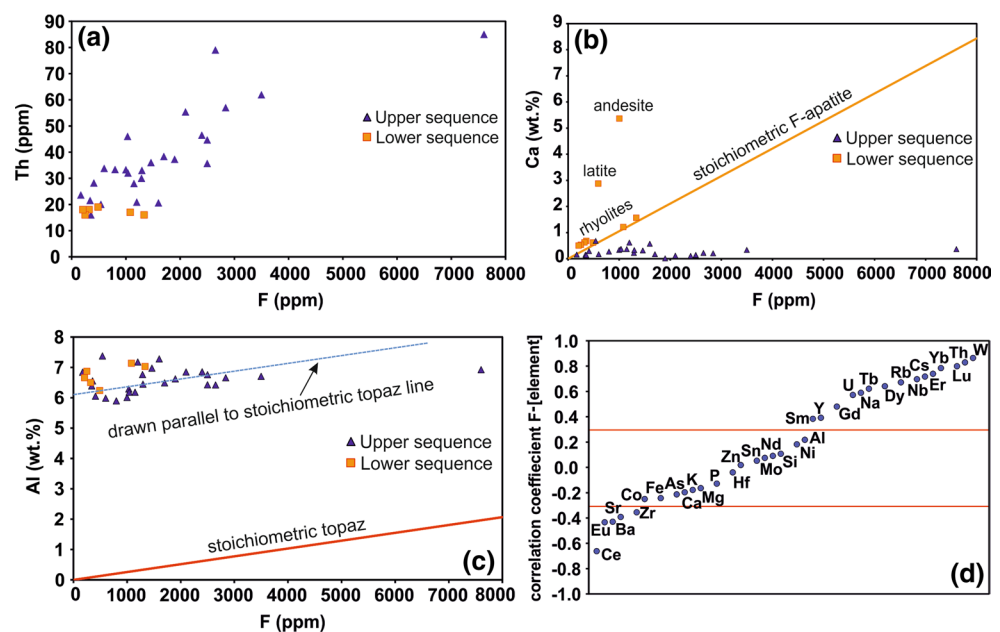 (a)
Th (ppm)
90
80
70
60
50
40
30
20
10
0
Upper sequence
Lower sequence
0 1000 2000 3000 4000 5000 6000 7000 8000
F (ppm)
(b)
Ca (wt.%)
9
8
7
6
5
4
3
2
1
0
andesite
latite
rhyolites
stoichiometric F-apatite
Upper sequence
Lower sequence
0 1000 2000 3000 4000 5000 6000 7000 8000
F (ppm)
(c)
Al (wt.%)
8
7
6
5
4
3
2
1
0
drawn parallel to stoichiometric topaz line
Upper sequence
Lower sequence
stoichiometric topaz
0 1000 2000 3000 4000 5000 6000 7000 8000
F (ppm)
(d)
correlation coeffiecient F-[element]
1.0
0.8
0.6
0.4
0.2
0.0
-0.2
-0.4
-0.6
-0.8
-1.0
Ce
Eu
Sr
Ba
Zr
Co
Fe
As
Ca
K
Mg
P
Hf
Zn
Sn
Mo
Nd
Si
Ni
Al
Sm
Y
Gd
U
Na
Tb
Dy
Rb
Nb
Cs
Er
Yb
Lu
Th
W